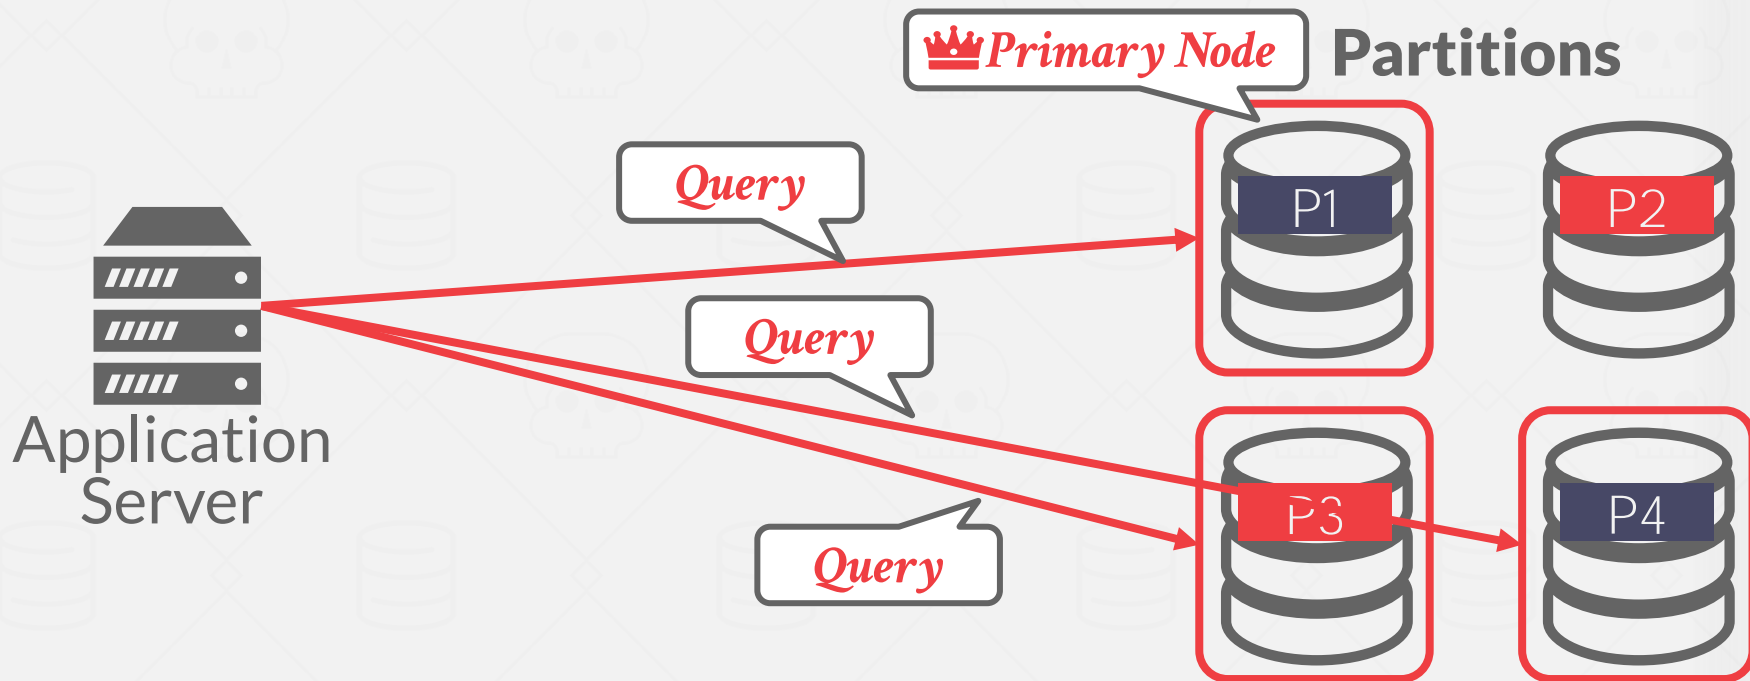 Primary Node
Partitions
Query
P1
P2
Query
Application
Server
P3
P4
Query